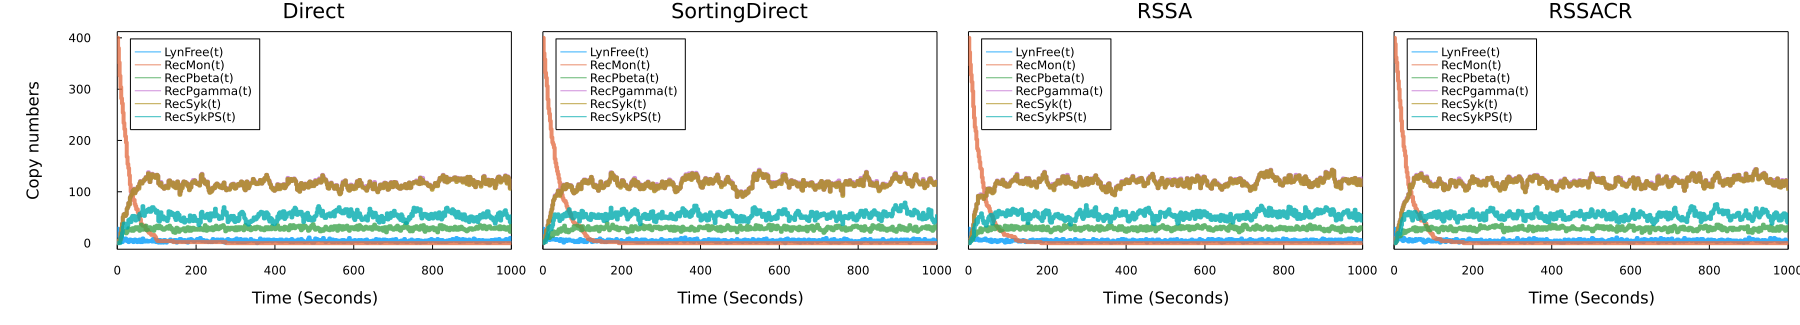 Direct
SortingDirect
RSSA
RSSACR
Copy numbers
400
300
200
100
0
LynFree(t)
RecMon(t)
RecPbeta(t)
RecPgamma(t)
RecSyk(t)
RecSykPS(t)
0 200 400 600 800 1000
Time (Seconds)
LynFree(t)
RecMon(t)
RecPbeta(t)
RecPgamma(t)
RecSyk(t)
RecSykPS(t)
0 200 400 600 800 1000
Time (Seconds)
LynFree(t)
RecMon(t)
RecPbeta(t)
RecPgamma(t)
RecSyk(t)
RecSykPS(t)
0 200 400 600 800 1000
Time (Seconds)
LynFree(t)
RecMon(t)
RecPbeta(t)
RecPgamma(t)
RecSyk(t)
RecSykPS(t)
0 200 400 600 800 1000
Time (Seconds)